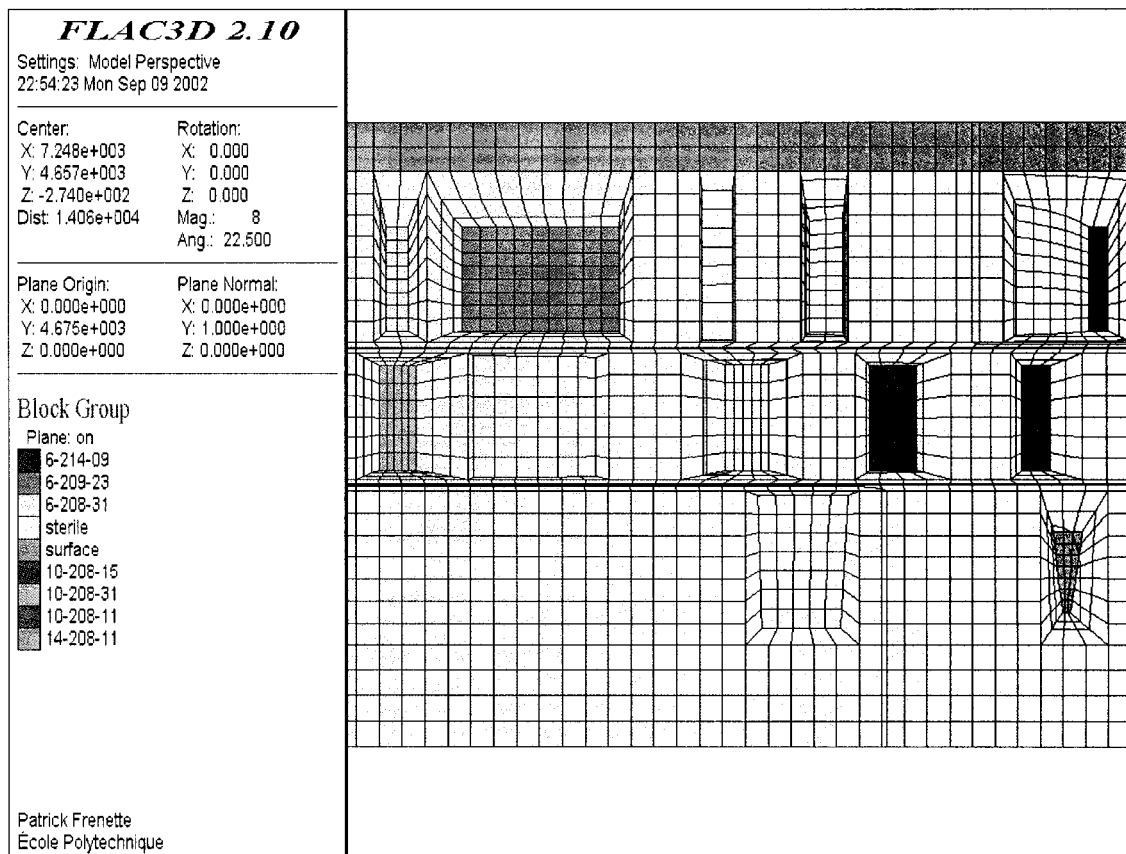 FLAC3D 2.10
Settings: Model Perspective
22:54:23 Mon Sep 09 2002
Center:
X: 7.248e+003
Y: 4.657e+003
Z: -2.740e+002
Dist: 1.406e+004
Rotation:
X: 0.000
Y: 0.000
Z: 0.000
Mag.: 8
Ang.: 22.500
Plane Origin:
X: 0.000e+000
Y: 4.675e+003
Z: 0.000e+000
Plane Normal:
X: 0.000e+000
Y: 1.000e+000
Z: 0.000e+000
Block Group
Plane: on
6-214-09
6-209-23
6-208-31
sterile
surface
10-208-15
10-208-31
10-208-11
14-208-11
Patrick Frenette
École Polytechnique